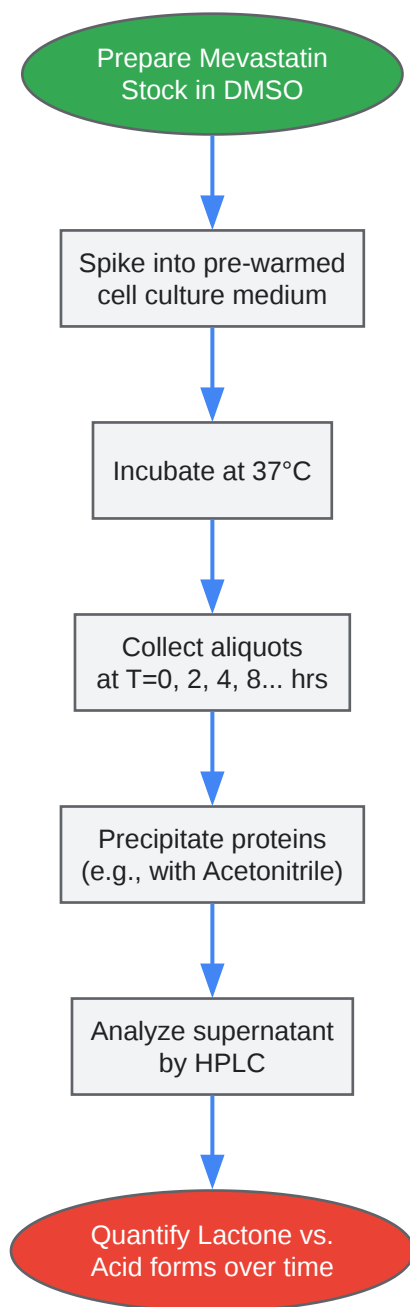 Prepare Mevastatin
Stock in DMSO
Spike into pre-warmed
cell culture medium
Incubate at 37°C
Collect aliquots
at T=0, 2, 4, 8... hrs
Precipitate proteins
(e.g., with Acetonitrile)
Analyze supernatant
by HPLC
Quantify Lactone vs.
Acid forms over time